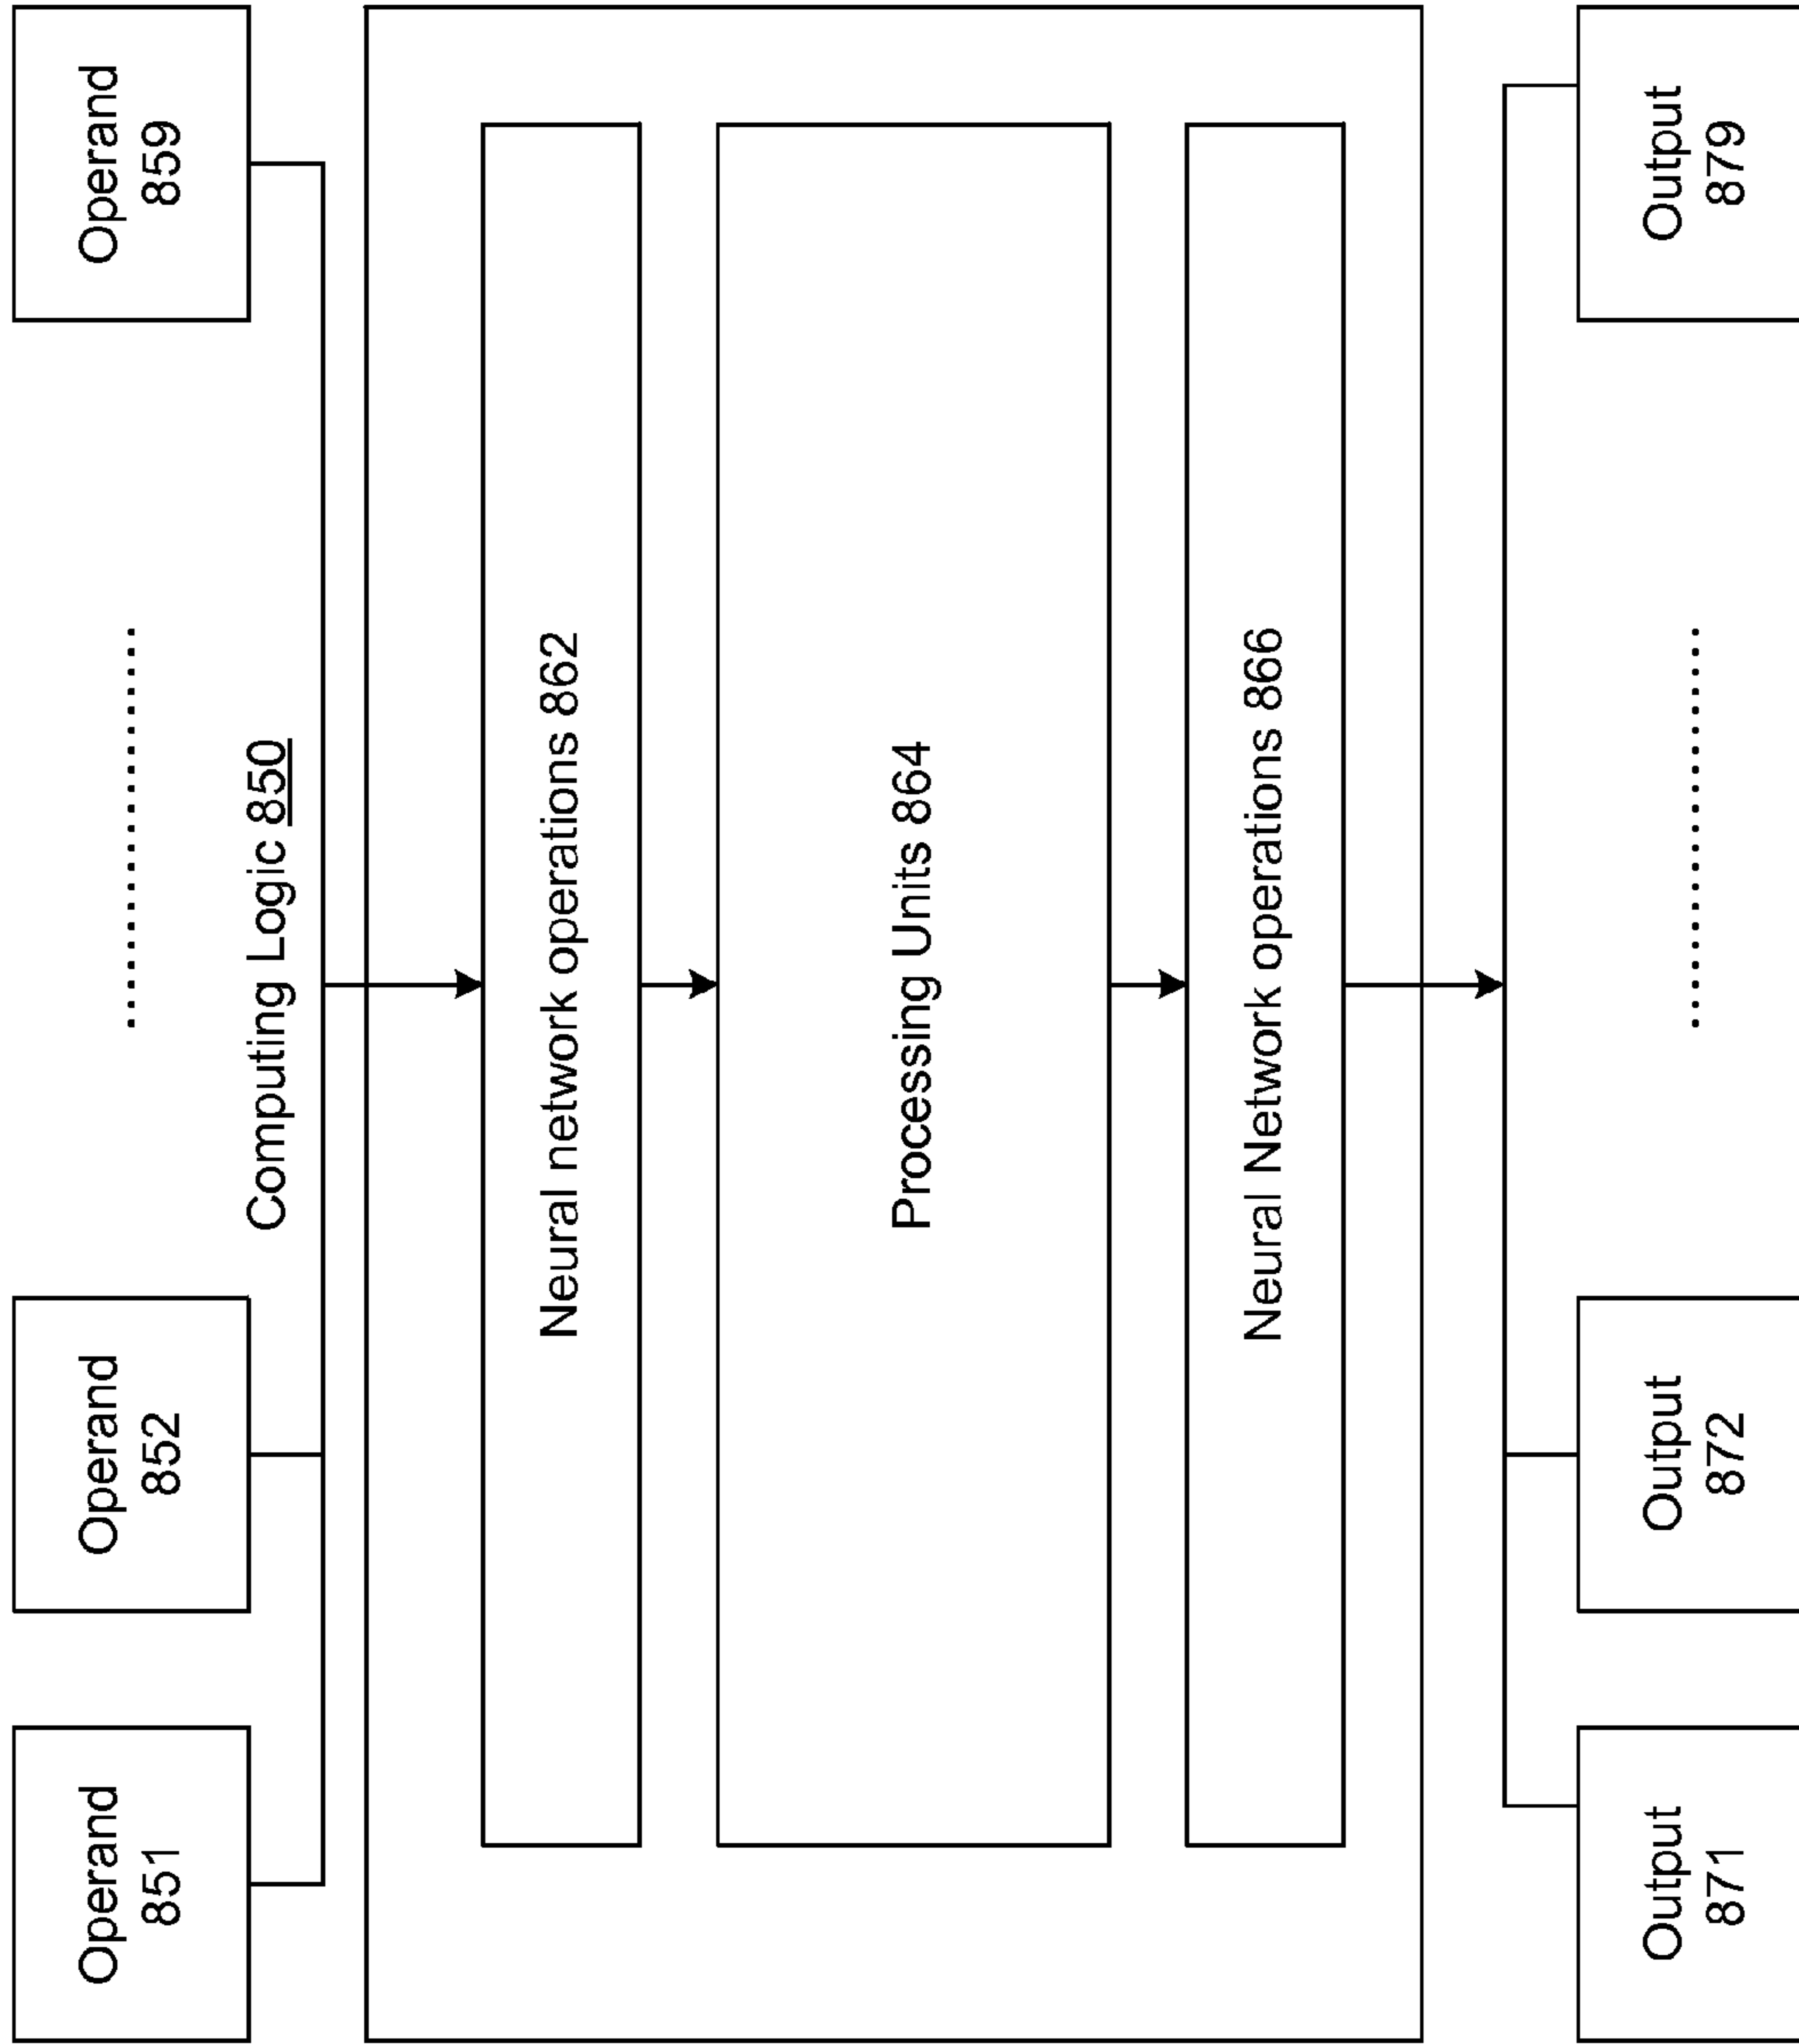 Operand
851
Operand
852
....................
Operand
859
Computing Logic 850
Neural network operations 862
Processing Units 864
Neural Network operations 866
Output
871
Output
872
....................
Output
879